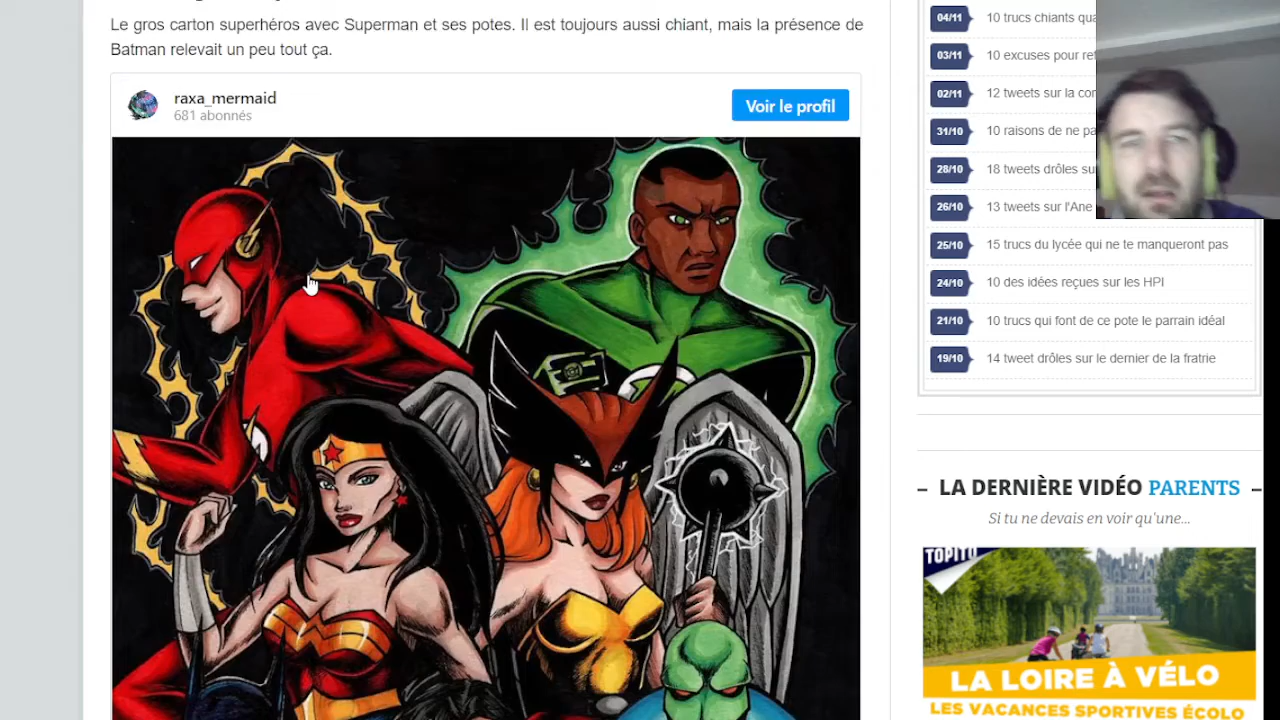 Le gros carton superhéros avec Superman et ses potes. Il est toujours aussi chiant, mais la présence de
Batman relevait un peu tout ça.
raxa_mermaid
681 abonnés
Voir le profil
04/11 10 trucs chiants qua
03/11 10 excuses pour ref
02/11 12 tweets sur la con
31/10 10 raisons de ne pa
28/10 18 tweets drôles su
26/10 13 tweets sur l'Ane
25/10 15 trucs du lycée qui ne te manqueront pas
24/10 10 des idées reçues sur les HPI
21/10 10 trucs qui font de ce pote le parrain idéal
19/10 14 tweet drôles sur le dernier de la fratrie
– LA DERNIÈRE VIDÉO PARENTS –
Si tu ne devais en voir qu'une...
TOPITO
LA LOIRE À VÉLO
LES VACANCES SPORTIVES ÉCOLO